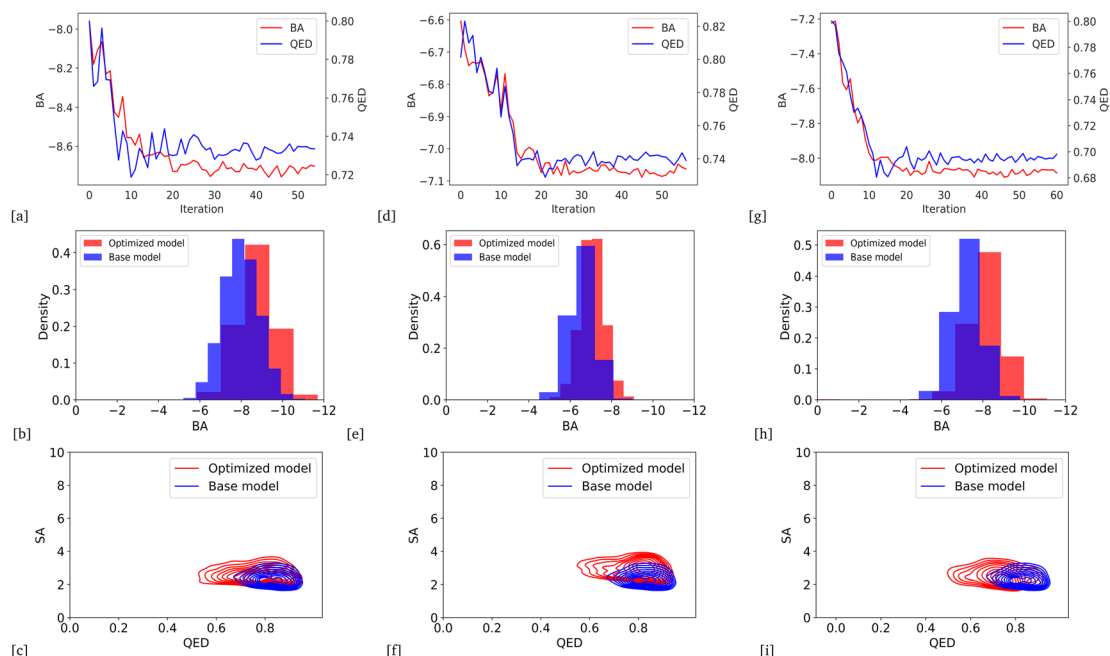 −8.0
−8.2
−8.4
−8.6
BA
0.80
0.78
0.76
0.74
0.72
QED
BA
QED
0
10
20
30
40
50
Iteration
[a]
−6.6
−6.7
−6.8
−6.9
−7.0
−7.1
BA
0.82
0.80
0.78
0.76
0.74
QED
BA
QED
0
10
20
30
40
50
Iteration
[d]
−7.2
−7.4
−7.6
−7.8
−8.0
BA
0.80
0.78
0.76
0.74
0.72
0.70
0.68
QED
BA
QED
0
10
20
30
40
50
60
Iteration
[g]
0.4
0.3
0.2
0.1
0.0
Density
Optimized model
Base model
0
−2
−4
−6
−8
−10
−12
BA
[b]
0.6
0.4
0.2
0.0
Density
Optimized model
Base model
0
−2
−4
−6
−8
−10
−12
BA
[e]
0.5
0.4
0.3
0.2
0.1
0.0
Density
Optimized model
Base model
0
−2
−4
−6
−8
−10
−12
BA
[h]
10
8
6
4
2
0
SA
Optimized model
Base model
0.0
0.2
0.4
0.6
0.8
QED
[c]
10
8
6
4
2
0
SA
Optimized model
Base model
0.0
0.2
0.4
0.6
0.8
QED
[f]
10
8
6
4
2
0
SA
Optimized model
Base model
0.0
0.2
0.4
0.6
0.8
QED
[i]